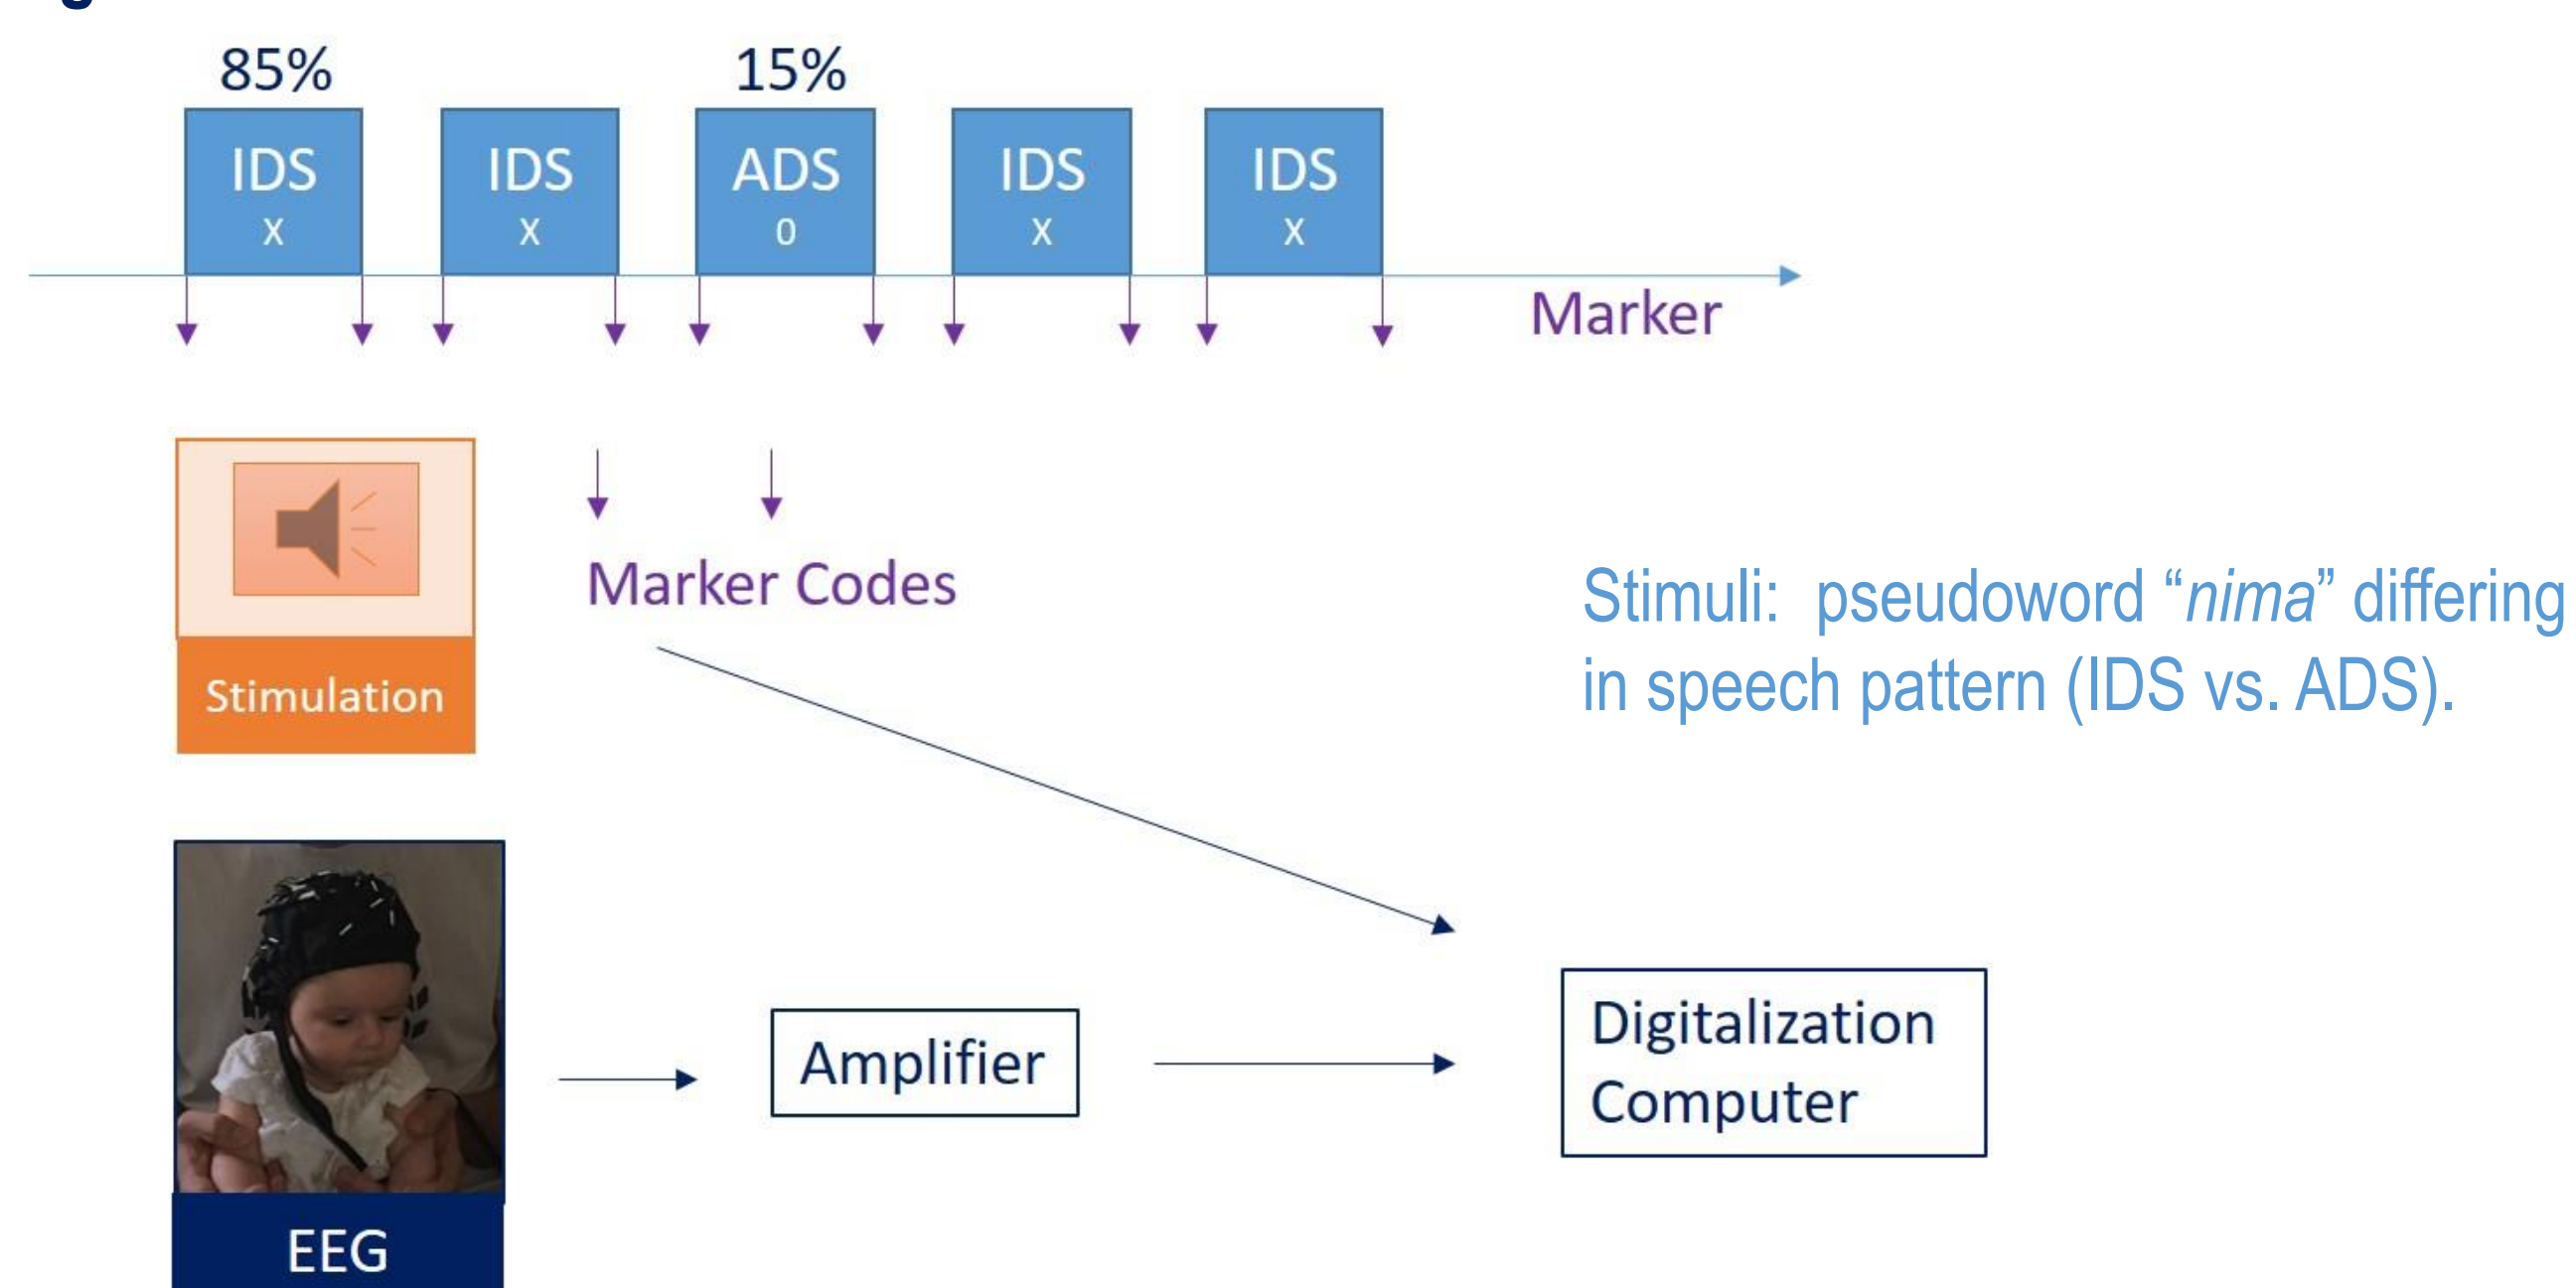 85% 15%
IDS IDS ADS IDS IDS
X X 0 X X
Marker
Marker Codes
Stimuli: pseudoword “nima” differing
in speech pattern (IDS vs. ADS).
Stimulation
Amplifier
Digitalization
Computer
EEG